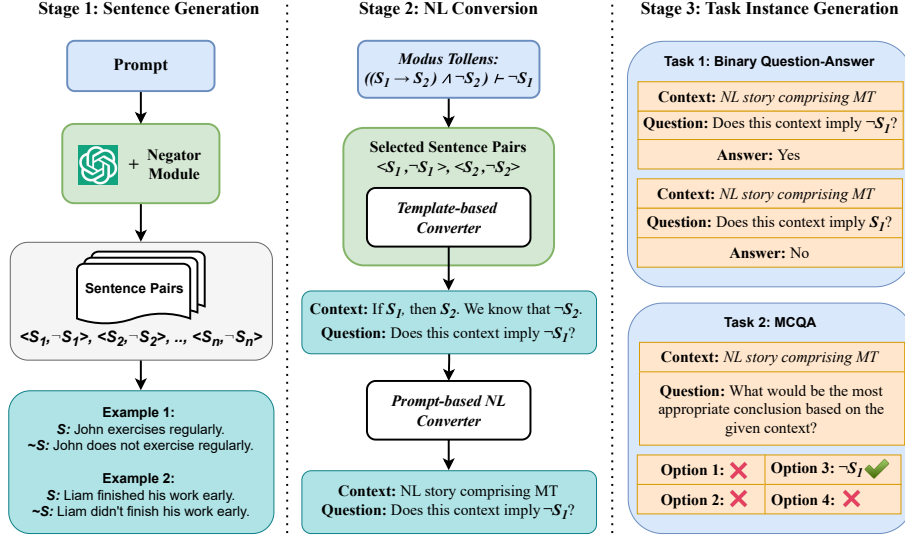 Stage 1: Sentence Generation
Prompt
+ Negator
Module
Sentence Pairs
<S1,¬S1>, <S2,¬S2>, .., <Sn,¬Sn>
Example 1:
S: John exercises regularly.
~S: John does not exercise regularly.
Example 2:
S: Liam finished his work early.
~S: Liam didn't finish his work early.
Stage 2: NL Conversion
Modus Tollens:
((S1 → S2) ∧ ¬S2) ⊢ ¬S1
Selected Sentence Pairs
<S1,¬S1>, <S2,¬S2>
Template-based
Converter
Context: If S1, then S2. We know that ¬S2.
Question: Does this context imply ¬S1?
Prompt-based NL
Converter
Context: NL story comprising MT
Question: Does this context imply ¬S1?
Stage 3: Task Instance Generation
Task 1: Binary Question-Answer
Context: NL story comprising MT
Question: Does this context imply ¬S1?
Answer: Yes
Context: NL story comprising MT
Question: Does this context imply S1?
Answer: No
Task 2: MCQA
Context: NL story comprising MT
Question: What would be the most
appropriate conclusion based on the
given context?
Option 1: ❌ Option 3: ¬S1 ✔
Option 2: ❌ Option 4: ❌